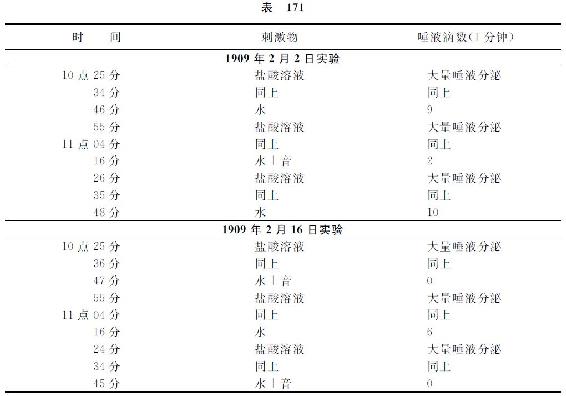 表 171
时 间 刺激物 唾液滴数(1分钟)
1909年2月2日实验
10点25分 盐酸溶液 大量唾液分泌
34分 同上 同上
46分 水 9
55分 盐酸溶液 大量唾液分泌
11点04分 同上 同上
16分 水+音 2
26分 盐酸溶液 大量唾液分泌
35分 同上 同上
48分 水 10
1909年2月16日实验
10点25分 盐酸溶液 大量唾液分泌
36分 同上 同上
47分 水+音 0
55分 盐酸溶液 大量唾液分泌
11点04分 同上 同上
16分 水 6
24分 盐酸溶液 大量唾液分泌
34分 同上 同上
45分 水+音 0